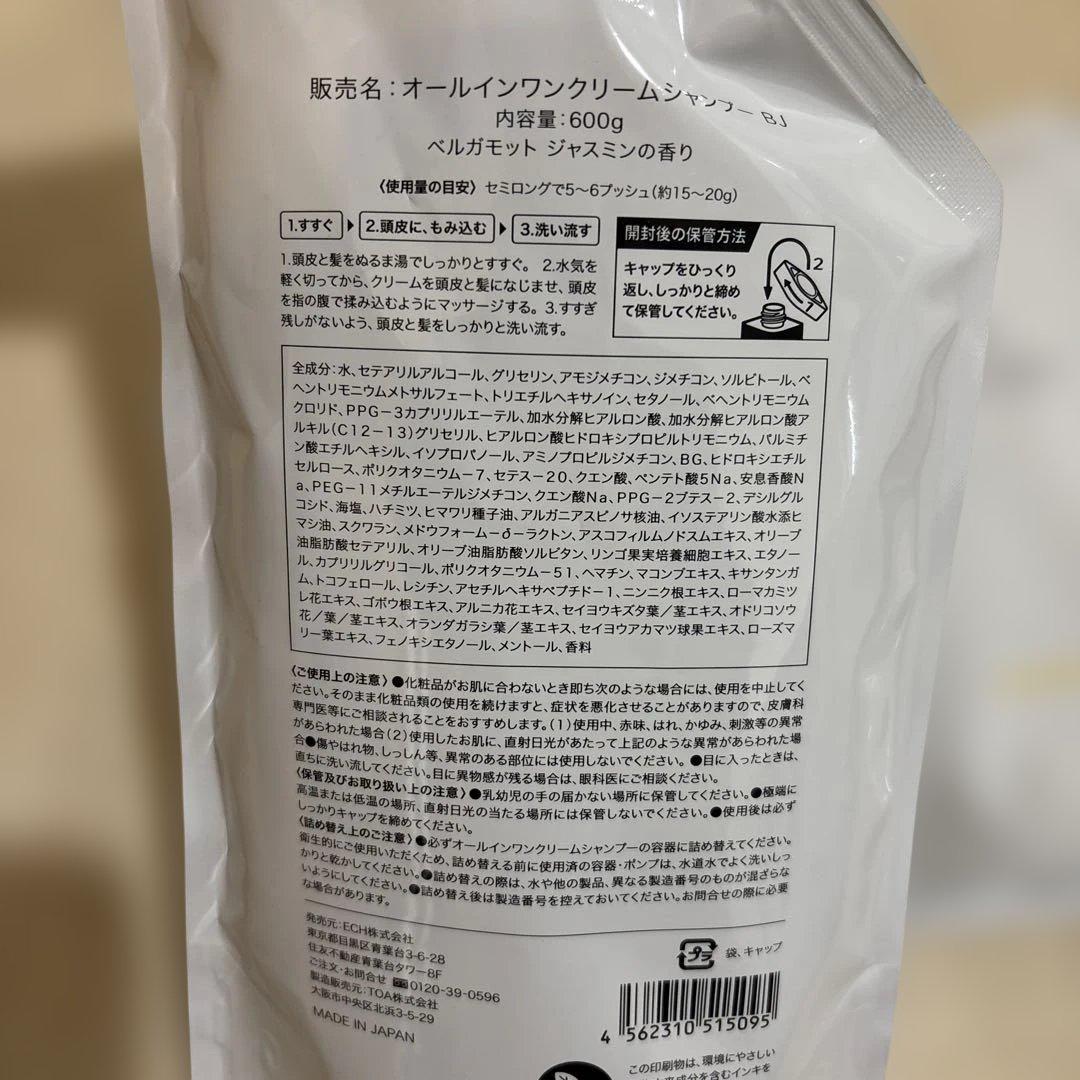 販売名：オールインワンクリームシャンプー BJ
内容量：600g
ベルガモット ジャスミンの香り
〈使用量の目安〉 セミロングで5～6プッシュ（約15～20g）
1.すすぐ ▶ 2.頭皮に、もみ込む ▶ 3.洗い流す
1.頭皮と髪をぬるま湯でしっかりとすすぐ。 2.水気を
軽く切ってから、クリームを頭皮と髪になじませ、頭皮
を指の腹で揉み込むようにマッサージする。3.すすぎ
残しがないよう、頭皮と髪をしっかりと洗い流す。
開封後の保管方法
キャップをひっくり
返し、しっかりと締め
て保管してください。
2
1
全成分：水、セテアリルアルコール、グリセリン、アモジメチコン、ジメチコン、ソルビトール、ベ
ヘントリモニウムメトサルフェート、トリエチルヘキサノイン、セタノール、ベヘントリモニウム
クロリド、PPG－3カプリリルエーテル、加水分解ヒアルロン酸、加水分解ヒアルロン酸ア
ルキル（C12－13）グリセリル、ヒアルロン酸ヒドロキシプロピルトリモニウム、パルミチ
ン酸エチルヘキシル、イソプロパノール、アミノプロピルジメチコン、BG、ヒドロキシエチル
セルロース、ポリクオタニウム－7、セテス－20、クエン酸、ペンテト酸5Na、安息香酸N
a、PEG－11メチルエーテルジメチコン、クエン酸Na、PPG－2ブテス－2、デシルグル
コシド、海塩、ハチミツ、ヒマワリ種子油、アルガニアスピノサ核油、イソステアリン酸水添ヒ
マシ油、スクワラン、メドウフォーム－δ－ラクトン、アスコフィルムノドスムエキス、オリーブ
油脂肪酸セテアリル、オリーブ油脂肪酸ソルビタン、リンゴ果実培養細胞エキス、エタノー
ル、カプリリルグリコール、ポリクオタニウム－51、ヘマチン、マコンブエキス、キサンタンガ
ム、トコフェロール、レシチン、アセチルヘキサペプチド－1、ニンニク根エキス、ローマカミツ
レ花エキス、ゴボウ根エキス、アルニカ花エキス、セイヨウキズタ葉／茎エキス、オドリコソウ
花／葉／茎エキス、オランダガラシ葉／茎エキス、セイヨウアカマツ球果エキス、ローズマ
リー葉エキス、フェノキシエタノール、メントール、香料
〈ご使用上の注意〉●化粧品がお肌に合わないとき即ち次のような場合には、使用を中止してく
ださい。そのまま化粧品類の使用を続けますと、症状を悪化させることがありますので、皮膚科
専門医等にご相談されることをおすすめします。（1）使用中、赤味、はれ、かゆみ、刺激等の異常
があらわれた場合（2）使用したお肌に、直射日光があたって上記のような異常があらわれた場
合●傷やはれ物、しっしん等、異常のある部位には使用しないでください。 ●目に入ったときは、
直ちに洗い流してください。目に異物感が残る場合は、眼科医にご相談ください。
〈保管及びお取り扱い上の注意〉●乳幼児の手の届かない場所に保管してください。●極端に
高温または低温の場所、直射日光の当たる場所には保管しないでください。●使用後は必ず
しっかりキャップを締めてください。
〈詰め替え上のご注意〉●必ずオールインワンクリームシャンプーの容器に詰め替えてください。
衛生的にご使用いただくため、詰め替える前に使用済の容器・ポンプは、水道水でよく洗いしっ
かりと乾かしてください。●詰め替えの際は、水や他の製品、異なる製造番号のものが混ざらな
いようにしてください。●詰め替え後は製造番号を控えておいてください。お問合せの際に必要
な場合があります。
発売元：ECH株式会社
東京都目黒区青葉台3-6-28
住友不動産青葉台タワー8F
ご注文・お問合せ 0120-39-0596
製造販売元：TOA株式会社
大阪市中央区北浜3-5-29
MADE IN JAPAN
プラ 袋、キャップ
4 562310 515095
この印刷物は、環境にやさしい
成分を含むインキを